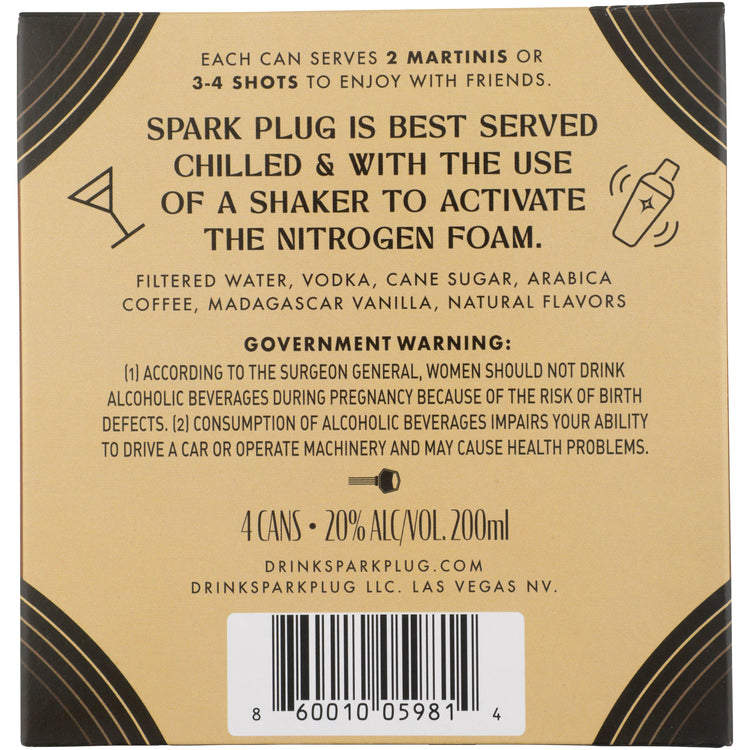 EACH CAN SERVES 2 MARTINIS OR
3-4 SHOTS TO ENJOY WITH FRIENDS.
SPARK PLUG IS BEST SERVED
CHILLED & WITH THE USE
OF A SHAKER TO ACTIVATE
THE NITROGEN FOAM.
FILTERED WATER, VODKA, CANE SUGAR, ARABICA
COFFEE, MADAGASCAR VANILLA, NATURAL FLAVORS
GOVERNMENT WARNING:
(1) ACCORDING TO THE SURGEON GENERAL, WOMEN SHOULD NOT DRINK
ALCOHOLIC BEVERAGES DURING PREGNANCY BECAUSE OF THE RISK OF BIRTH
DEFECTS. (2) CONSUMPTION OF ALCOHOLIC BEVERAGES IMPAIRS YOUR ABILITY
TO DRIVE A CAR OR OPERATE MACHINERY AND MAY CAUSE HEALTH PROBLEMS.
4 CANS • 20% ALC/VOL. 200ml
DRINKSPARKPLUG.COM
DRINKSPARKPLUG LLC. LAS VEGAS NV.
8 60010 05981 4